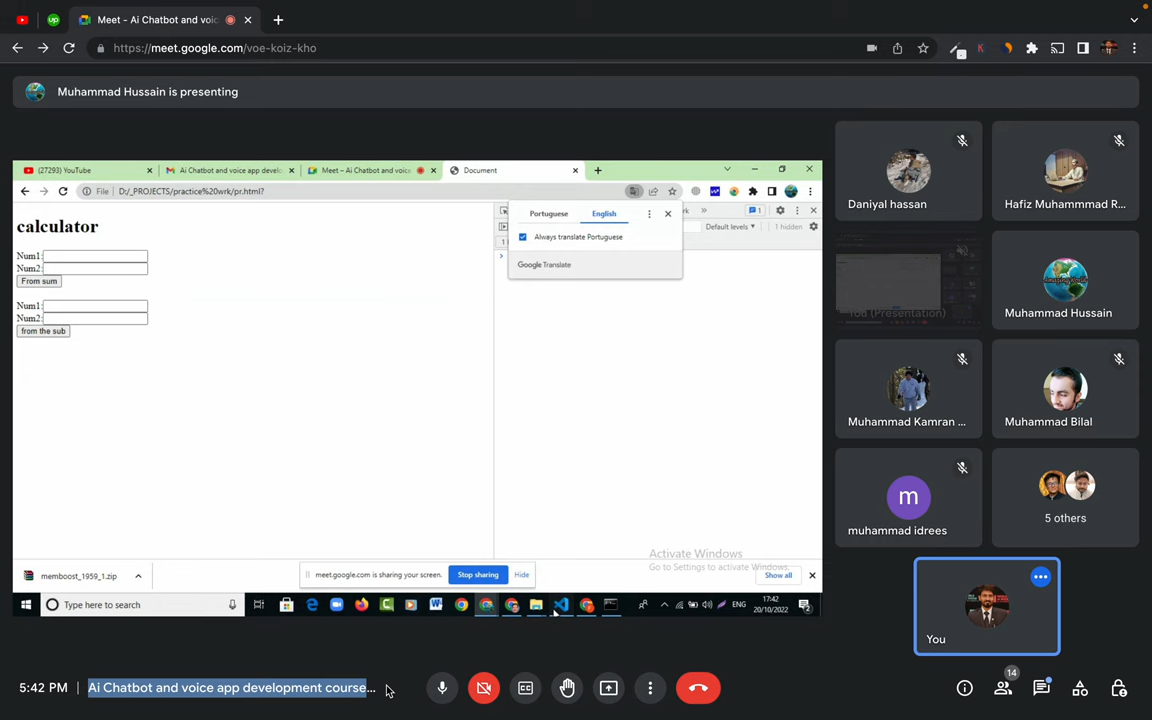 Meet - Ai Chatbot and voic
https://meet.google.com/voe-koiz-kho
K
Muhammad Hussain is presenting
(27293) YouTube
Ai Chatbot and voice app develo
Meet – Ai Chatbot and voice
Document
File
D:/_PROJECTS/practice%20wrk/pr.html?
calculator
Num1:
Num2:
From sum
Num1:
Num2:
from the sub
Portuguese
English
Always translate Portuguese
Google Translate
Default levels
1 hidden
1
Activate Windows
Go to Settings to activate Windows.
memboost_1959_1.zip
meet.google.com is sharing your screen.
Stop sharing
Hide
Show all
Type here to search
ENG
17:42
20/10/2022
2
Daniyal hassan
Hafiz Muhammmad R...
You (Presentation)
Muhammad Hussain
Muhammad Kamran ...
Muhammad Bilal
m
muhammad idrees
5 others
You
5:42 PM
Ai Chatbot and voice app development course...
14